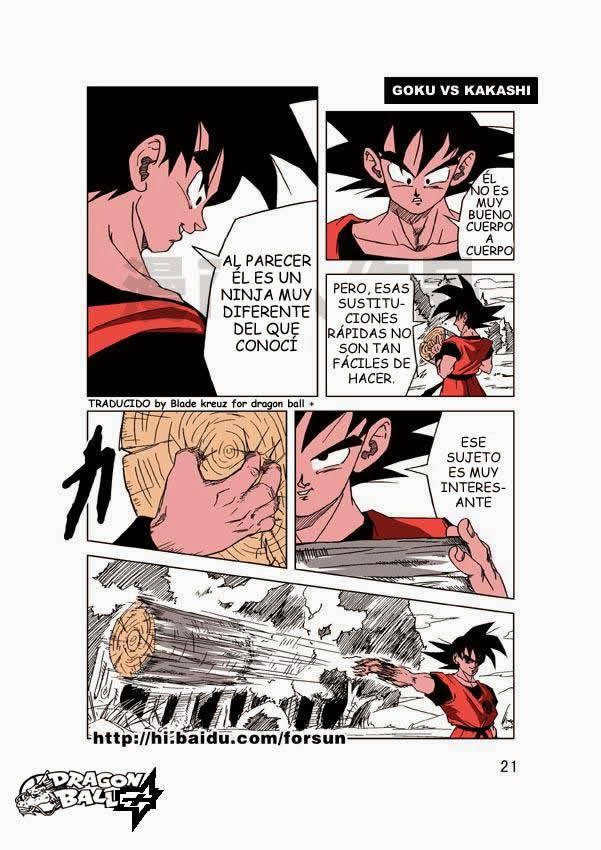 GOKU VS KAKASHI
AL PARECER
ÉL ES UN
NINJA MUY
DIFERENTE
DEL QUE
CONOCÍ
ÉL
NO ES
MUY
BUENO
CUERPO
A
CUERPO
PERO, ESAS
SUSTITU-
CIONES
RÁPIDAS NO
SON TAN
FÁCILES DE
HACER.
TRADUCIDO by Blade kreuz for dragon ball +
ESE
SUJETO
ES MUY
INTERES-
ANTE
http://hi.baidu.com/forsun
21
DRAGON
BALL